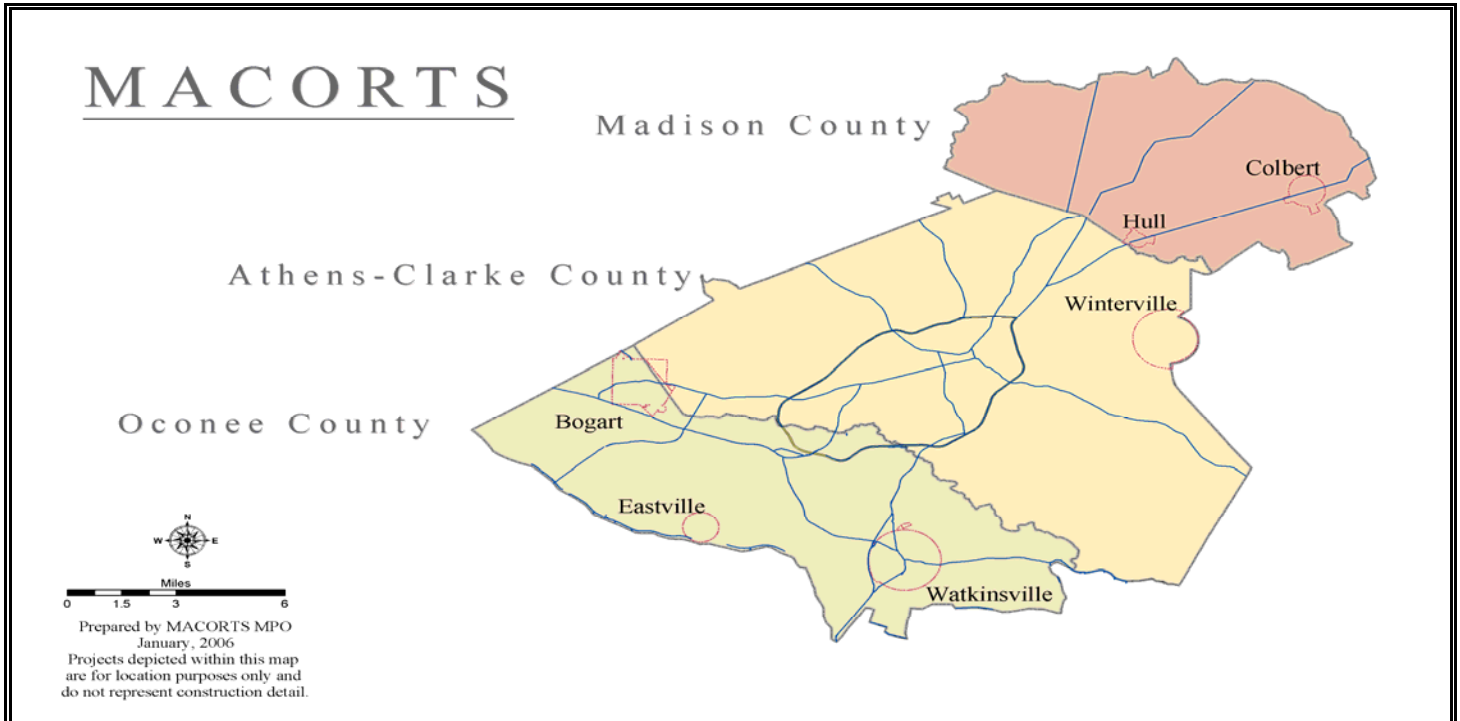 MACORTS
Madison County
Colbert
Hull
Athens-Clarke County
Winterville
Oconee County
Bogart
Eastville
Watkinsville
N
W E
S
Miles
0 1.5 3 6
Prepared by MACORTS MPO
January, 2006
Projects depicted within this map
are for location purposes only and
do not represent construction detail.